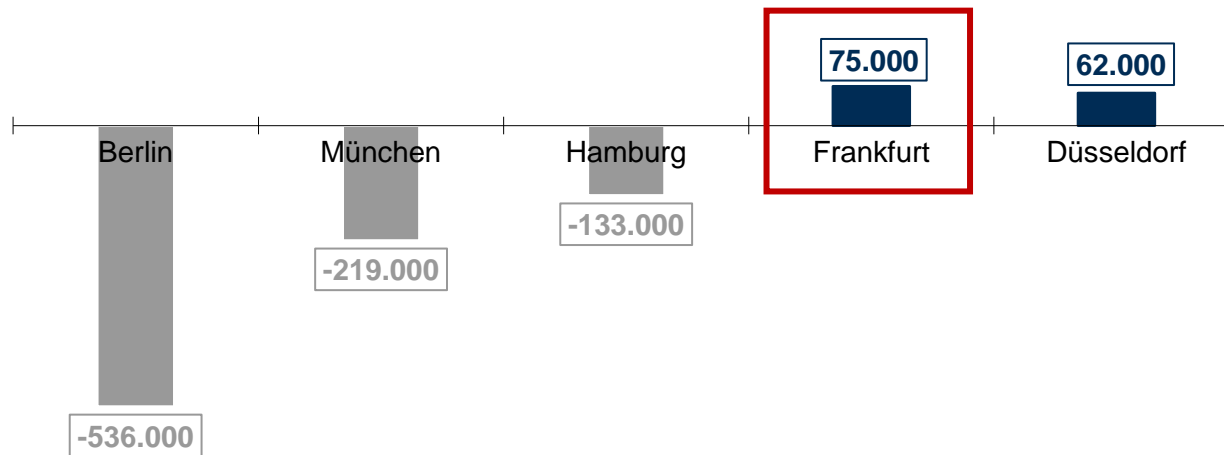 75.000
62.000
Berlin
München
Hamburg
Frankfurt
Düsseldorf
-133.000
-219.000
-536.000